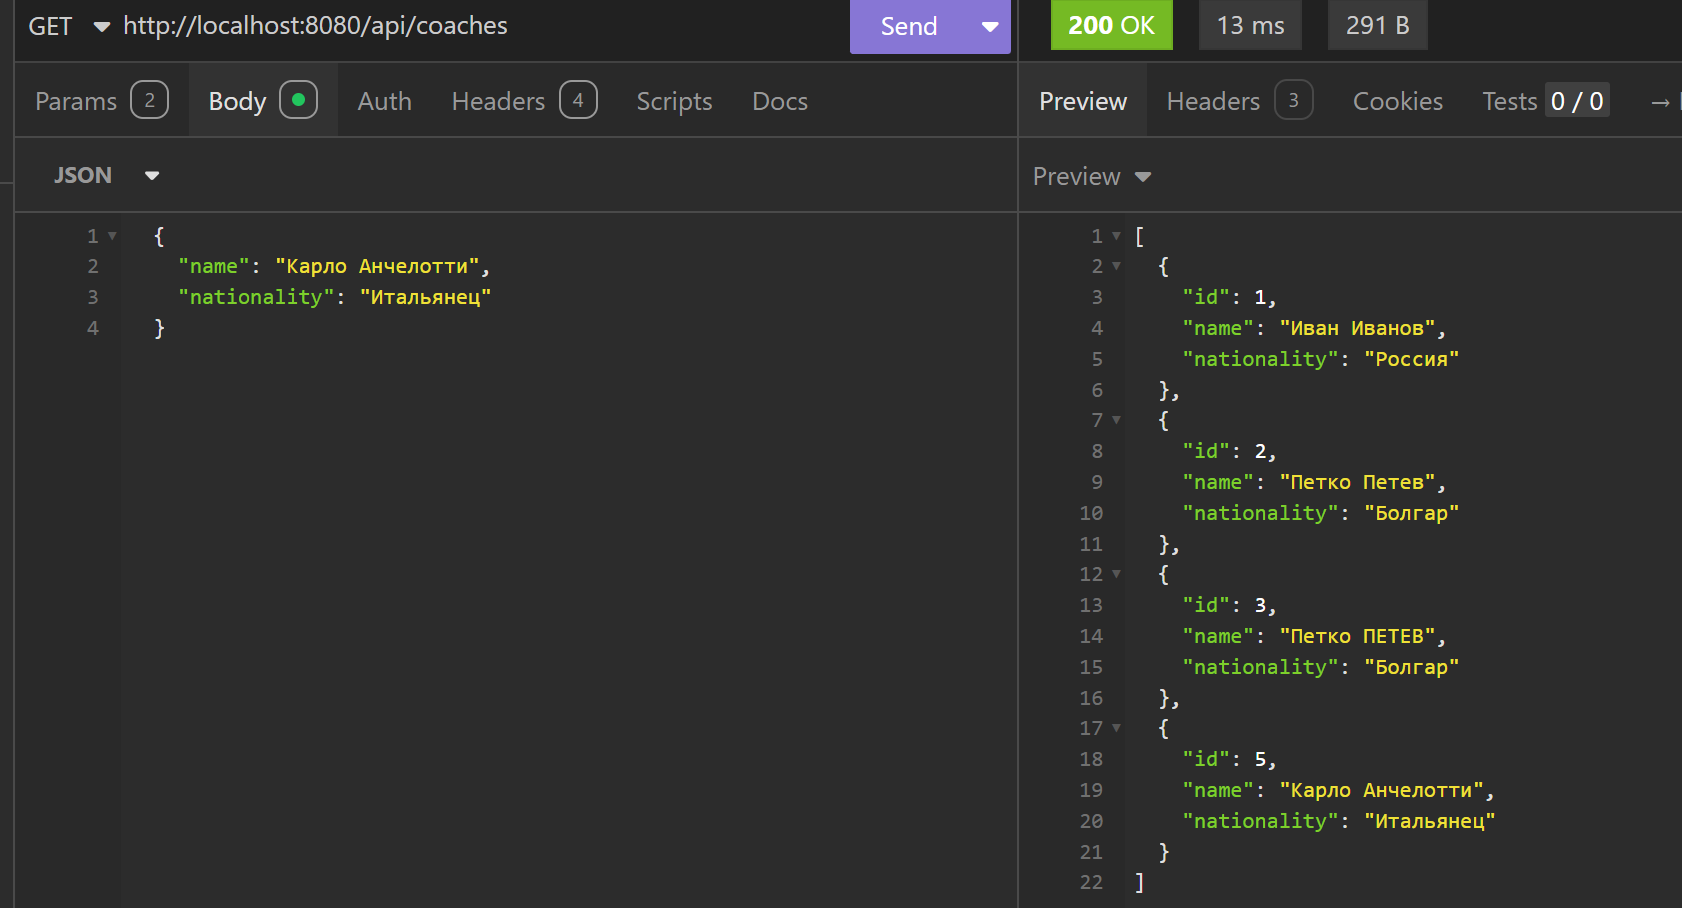 GET http://localhost:8080/api/coaches Send 200 OK 13 ms 291 B
Params 2 Body Auth Headers 4 Scripts Docs Preview Headers 3 Cookies Tests 0 / 0 →
JSON Preview
1 {
2 "name": "Карло Анчелотти",
3 "nationality": "Итальянец"
4 }
1 [
2 {
3 "id": 1,
4 "name": "Иван Иванов",
5 "nationality": "Россия"
6 },
7 {
8 "id": 2,
9 "name": "Петко Петев",
10 "nationality": "Болгар"
11 },
12 {
13 "id": 3,
14 "name": "Петко ПЕТЕВ",
15 "nationality": "Болгар"
16 },
17 {
18 "id": 5,
19 "name": "Карло Анчелотти",
20 "nationality": "Итальянец"
21 }
22 ]